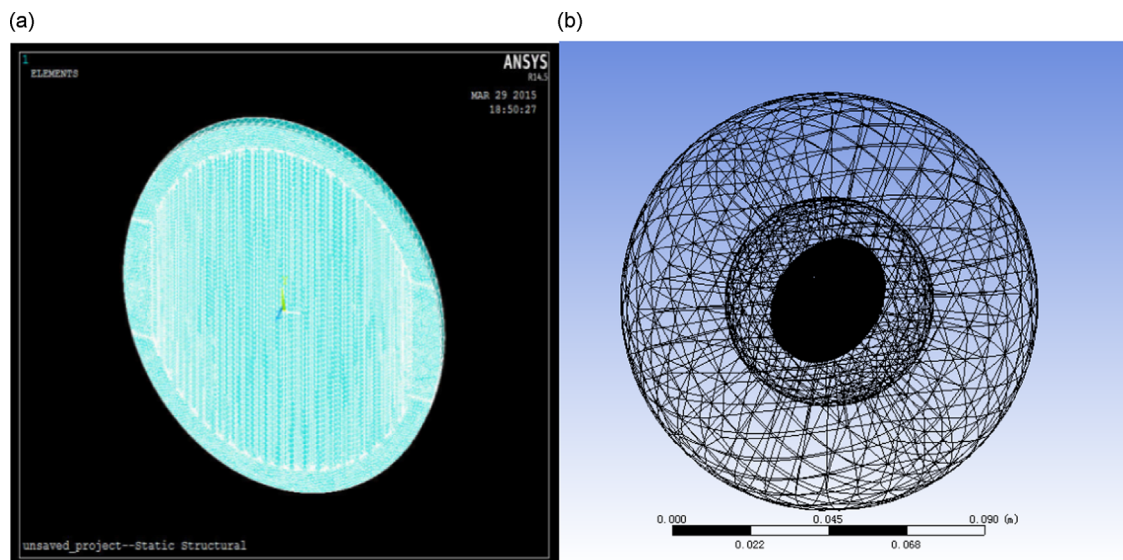 (a)
(b)
1
ELEMENTS
ANSYS
R14.5
MAR 29 2015
18:50:27
unsaved_project--Static Structural
0.000
0.045
0.090 (m)
0.022
0.068